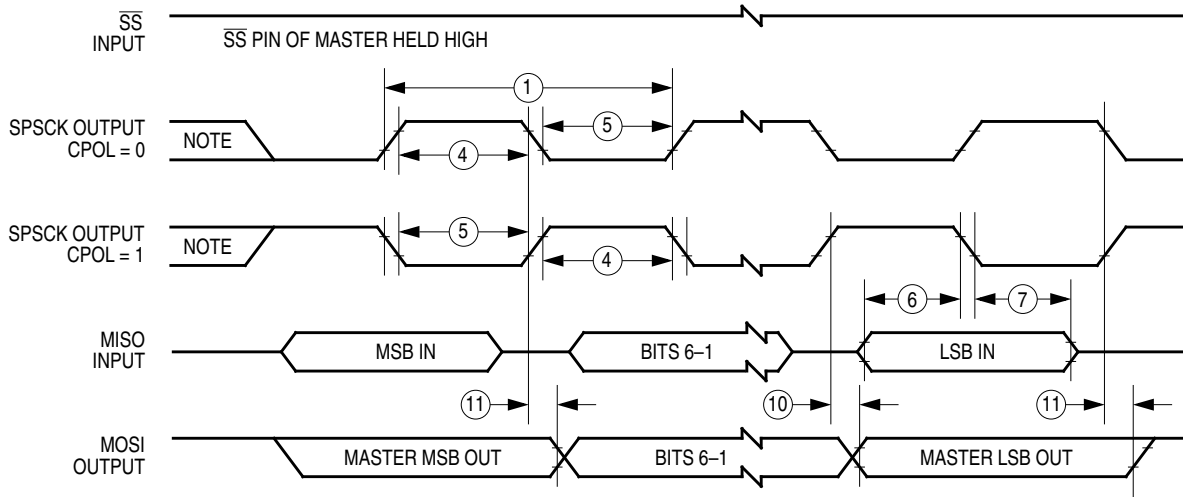 SS
INPUT
SS PIN OF MASTER HELD HIGH
1
SPSCK OUTPUT
CPOL = 0
NOTE
4
5
SPSCK OUTPUT
CPOL = 1
NOTE
5
4
6
7
MISO
INPUT
MSB IN
BITS 6–1
LSB IN
11
10
11
MOSI
OUTPUT
MASTER MSB OUT
BITS 6–1
MASTER LSB OUT